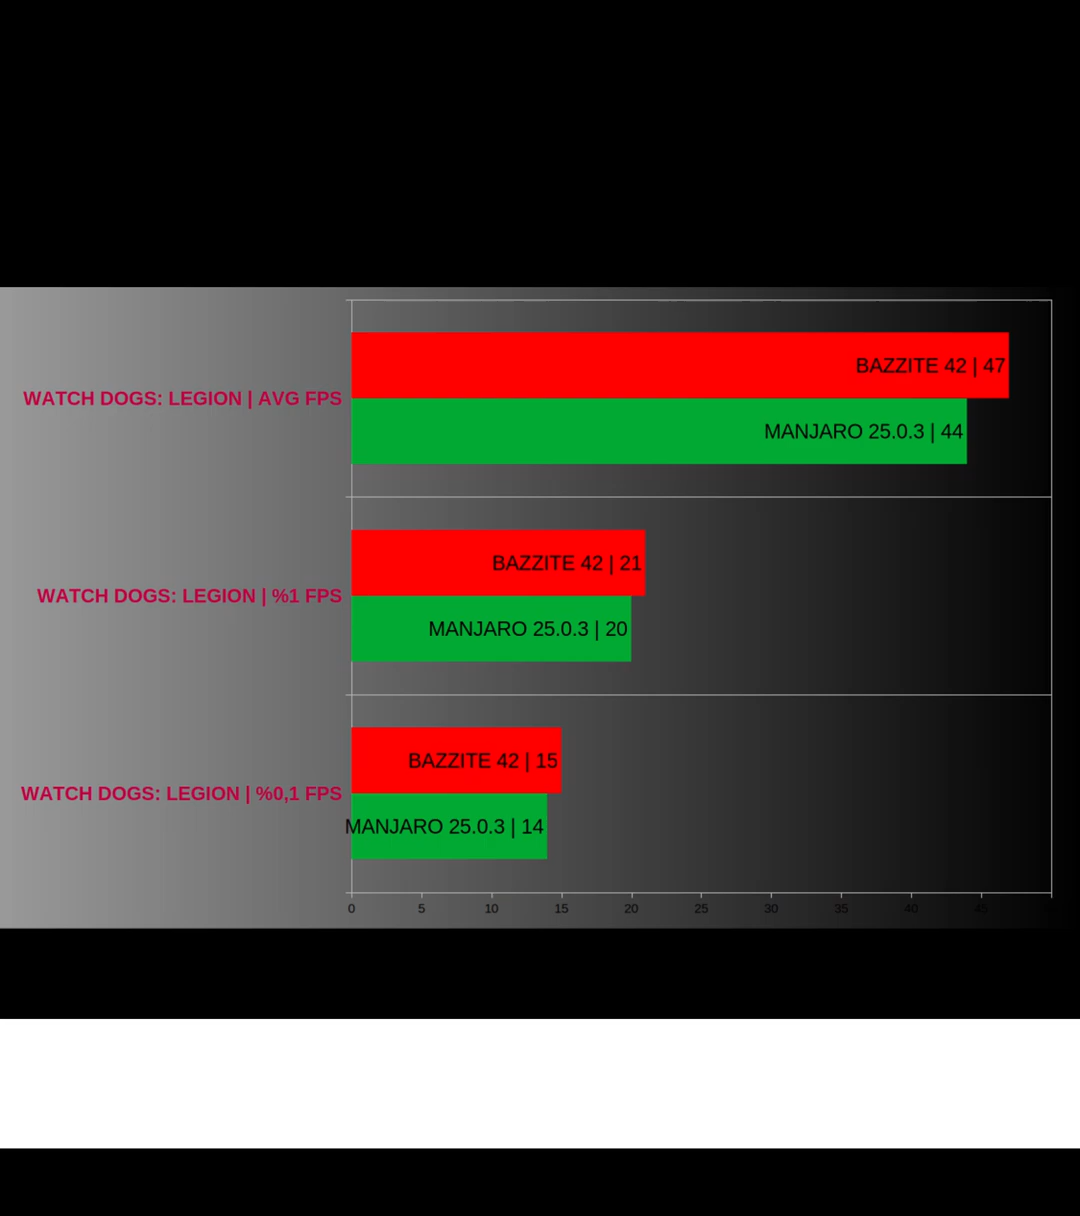 WATCH DOGS: LEGION | AVG FPS
BAZZITE 42 | 47
MANJARO 25.0.3 | 44
WATCH DOGS: LEGION | %1 FPS
BAZZITE 42 | 21
MANJARO 25.0.3 | 20
WATCH DOGS: LEGION | %0,1 FPS
BAZZITE 42 | 15
MANJARO 25.0.3 | 14
0 5 10 15 20 25 30 35 40 45